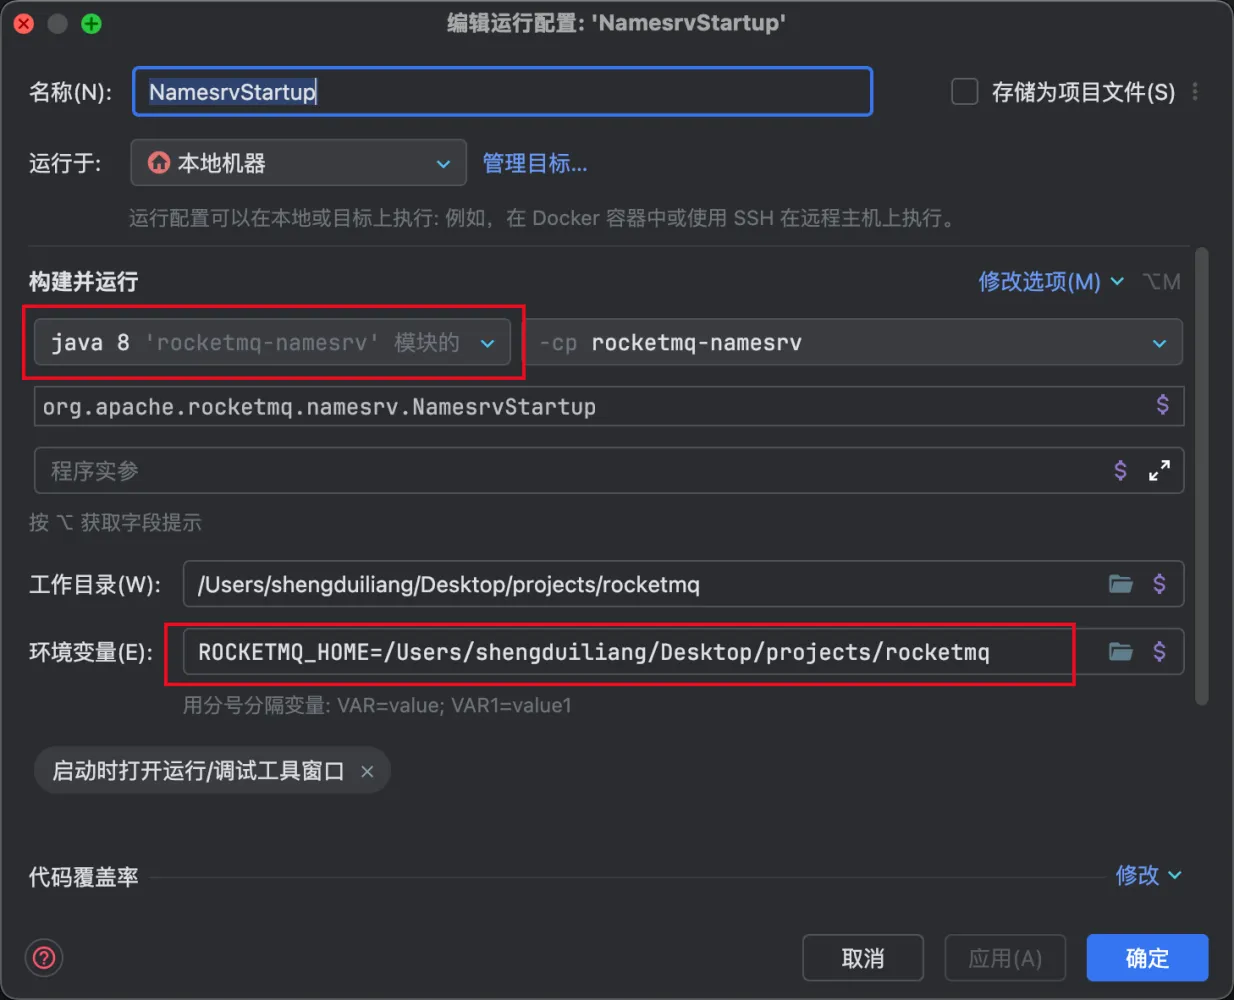 编辑运行配置: 'NamesrvStartup'
名称(N): NamesrvStartup 存储为项目文件(S)
运行于: 本地机器 管理目标...
运行配置可以在本地或目标上执行: 例如，在 Docker 容器中或使用 SSH 在远程主机上执行。
构建并运行 修改选项(M) ⌥M
java 8 'rocketmq-namesrv' 模块的 -cp rocketmq-namesrv
org.apache.rocketmq.namesrv.NamesrvStartup $
程序实参 $
按 ⌥ 获取字段提示
工作目录(W): /Users/shengduiliang/Desktop/projects/rocketmq $
环境变量(E): ROCKETMQ_HOME=/Users/shengduiliang/Desktop/projects/rocketmq $
用分号分隔变量: VAR=value; VAR1=value1
启动时打开运行/调试工具窗口 ×
代码覆盖率 修改
? 取消 应用(A) 确定